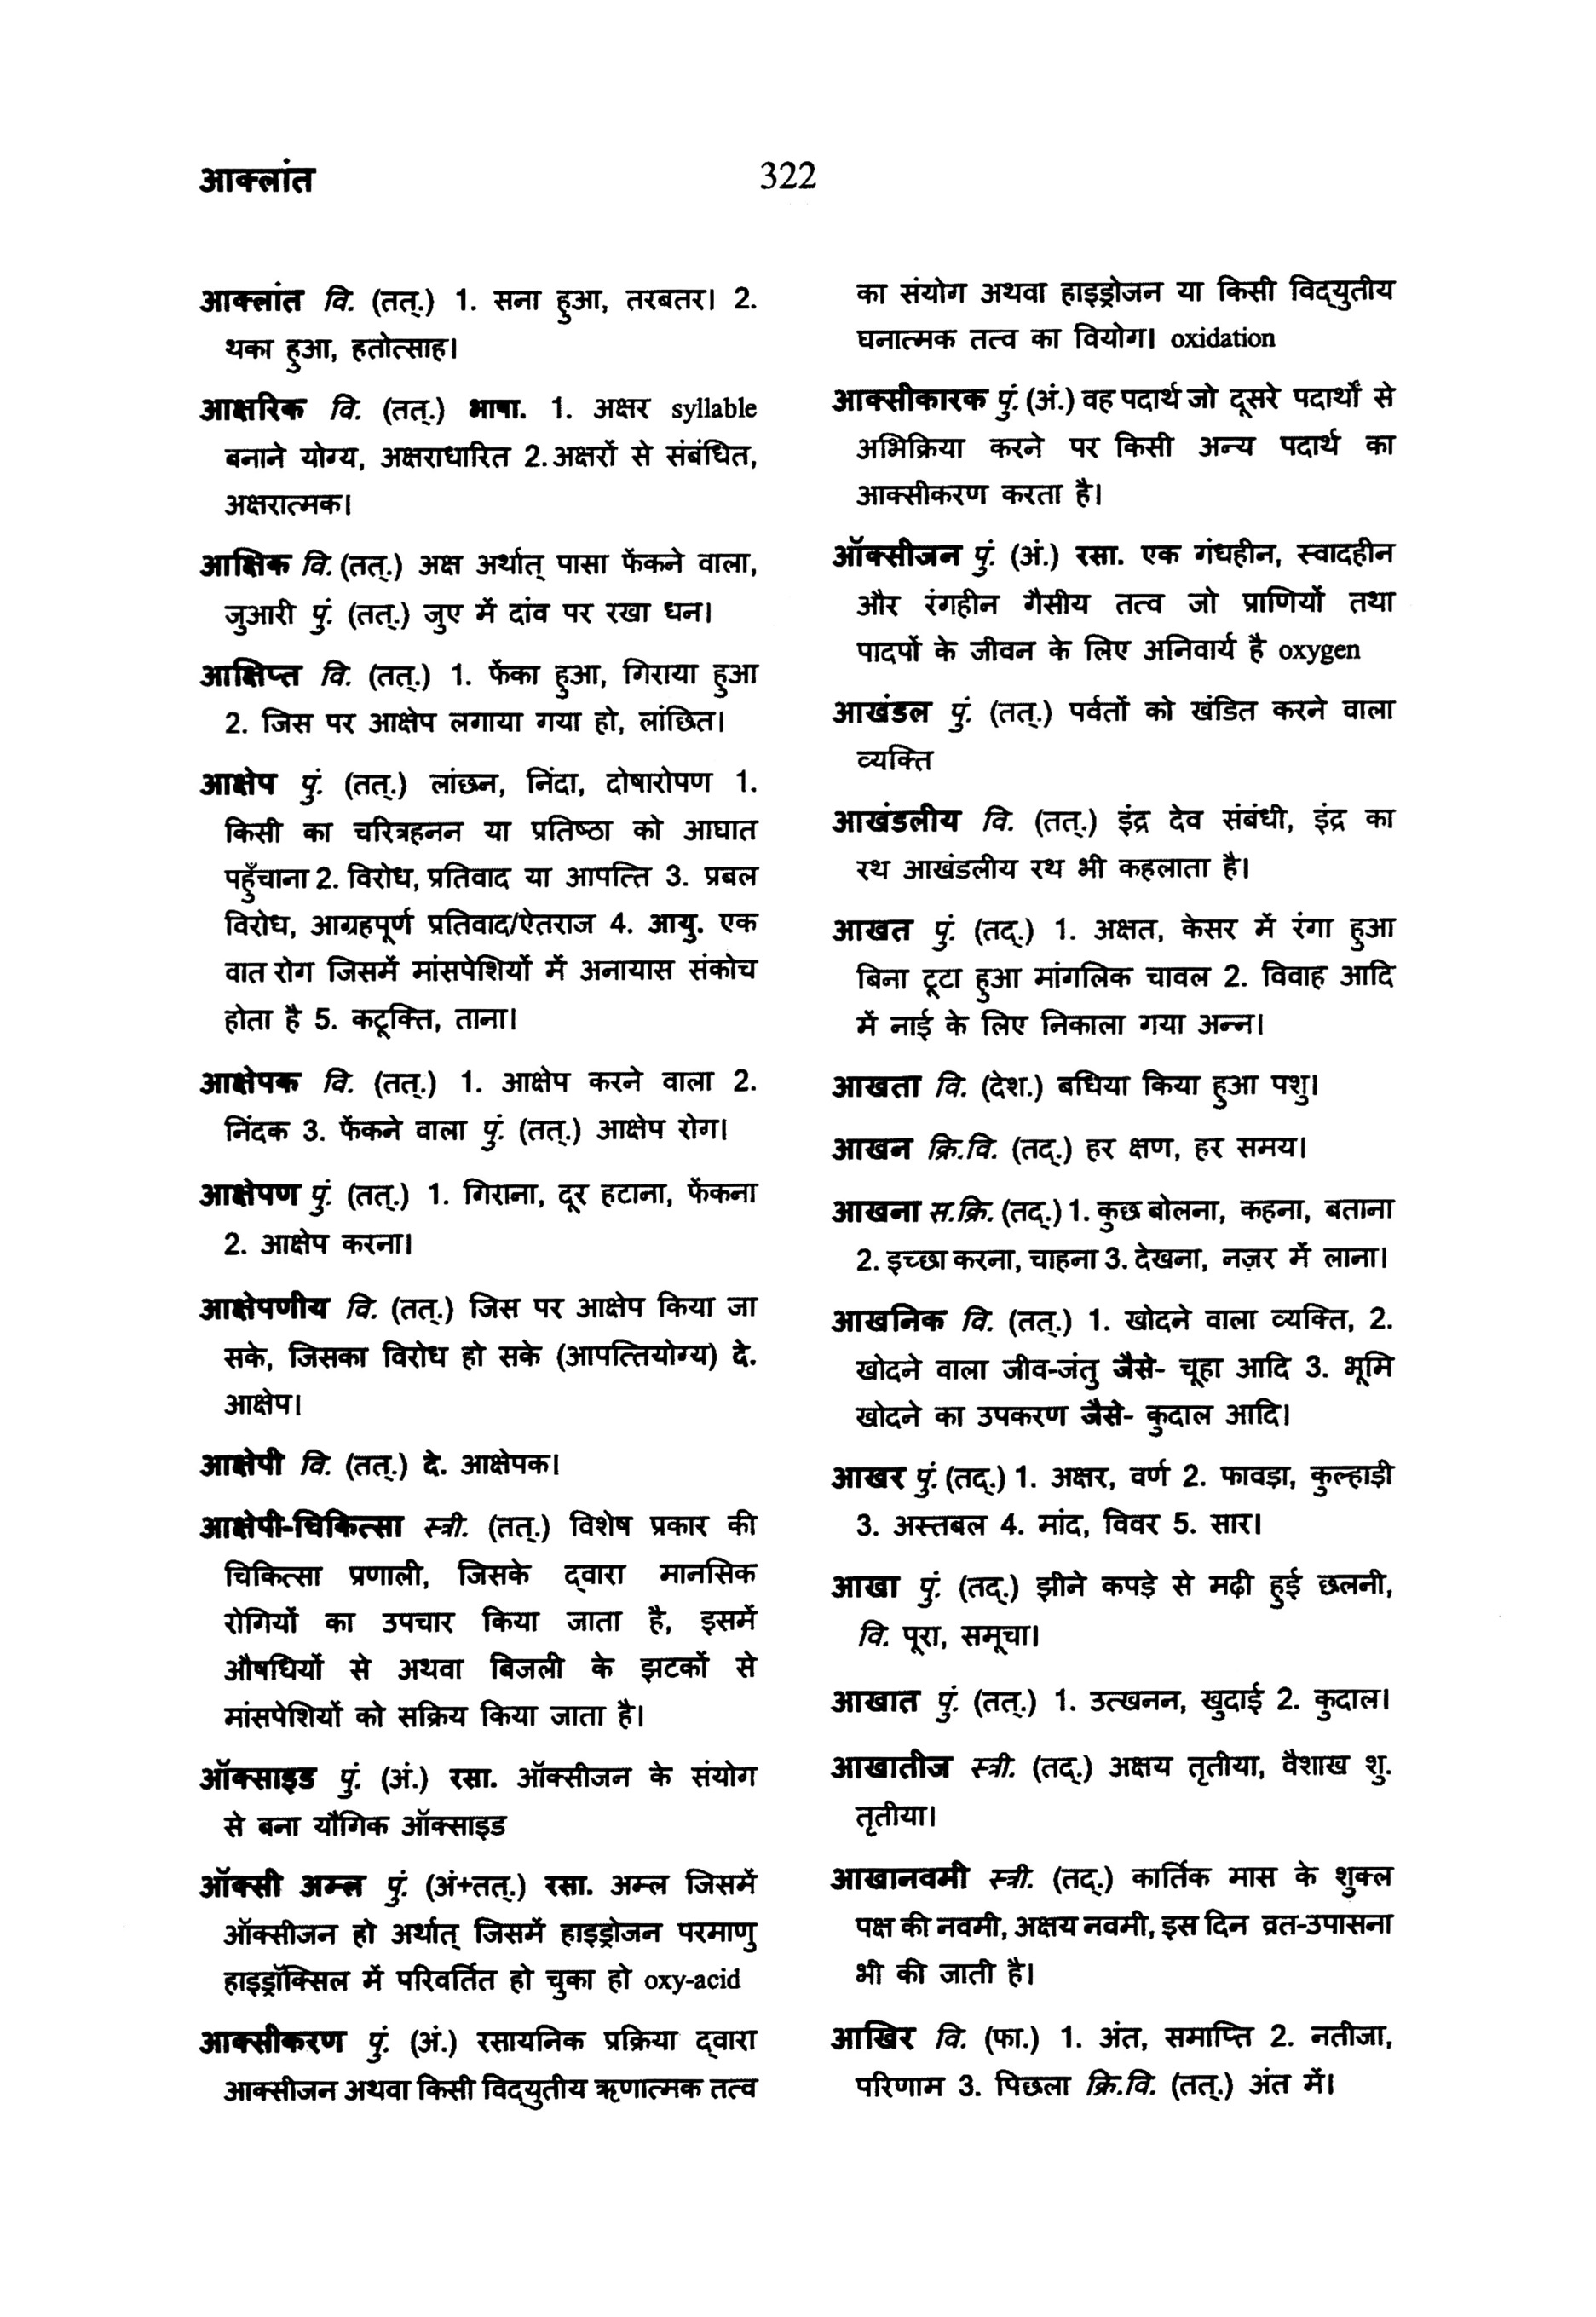 आक्लांत
322
आक्लांत वि. (तत्.) 1. सना हुआ, तरबतर। 2.
थका हुआ, हतोत्साह।
आक्षरिक वि. (तत्.) भाषा. 1. अक्षर syllable
बनाने योग्य, अक्षराधारित 2. अक्षरों से संबंधित,
अक्षरात्मक।
आक्षिक वि. (तत्.) अक्ष अर्थात् पासा फेंकने वाला,
जुआरी पुं. (तत्.) जुए में दांव पर रखा धन।
आक्षिप्त वि. (तत्.) 1. फेंका हुआ, गिराया हुआ
2. जिस पर आक्षेप लगाया गया हो, लांछित।
आक्षेप पुं. (तत्.) लांछन, निंदा, दोषारोपण 1.
किसी का चरित्रहनन या प्रतिष्ठा को आघात
पहुँचाना 2. विरोध, प्रतिवाद या आपत्ति 3. प्रबल
विरोध, आग्रहपूर्ण प्रतिवाद/ऐतराज 4. आयु. एक
वात रोग जिसमें मांसपेशियों में अनायास संकोच
होता है 5. कटूक्ति, ताना।
आक्षेपक वि. (तत्.) 1. आक्षेप करने वाला 2.
निंदक 3. फेंकने वाला पुं. (तत्.) आक्षेप रोग।
आक्षेपण पुं. (तत्.) 1. गिराना, दूर हटाना, फेंकना
2. आक्षेप करना।
आक्षेपणीय वि. (तत्.) जिस पर आक्षेप किया जा
सके, जिसका विरोध हो सके (आपत्तियोग्य) दे.
आक्षेप।
आक्षेपी वि. (तत्.) दे. आक्षेपक।
आक्षेपी-चिकित्सा स्त्री. (तत्.) विशेष प्रकार की
चिकित्सा प्रणाली, जिसके द्वारा मानसिक
रोगियों का उपचार किया जाता है, इसमें
औषधियों से अथवा बिजली के झटकों से
मांसपेशियों को सक्रिय किया जाता है।
ऑक्साइड पुं. (अं.) रसा. ऑक्सीजन के संयोग
से बना यौगिक ऑक्साइड
ऑक्सी अम्ल पुं. (अं+तत्.) रसा. अम्ल जिसमें
ऑक्सीजन हो अर्थात् जिसमें हाइड्रोजन परमाणु
हाइड्रॉक्सिल में परिवर्तित हो चुका हो oxy-acid
आक्सीकरण पुं. (अं.) रसायनिक प्रक्रिया द्वारा
आक्सीजन अथवा किसी विद्युतीय ऋणात्मक तत्व
का संयोग अथवा हाइड्रोजन या किसी विद्युतीय
घनात्मक तत्व का वियोग। oxidation
आक्सीकारक पुं. (अं.) वह पदार्थ जो दूसरे पदार्थों से
अभिक्रिया करने पर किसी अन्य पदार्थ का
आक्सीकरण करता है।
ऑक्सीजन पुं. (अं.) रसा. एक गंधहीन, स्वादहीन
और रंगहीन गैसीय तत्व जो प्राणियों तथा
पादपों के जीवन के लिए अनिवार्य है oxygen
आखंडल पुं. (तत्.) पर्वतों को खंडित करने वाला
व्यक्ति
आखंडलीय वि. (तत्.) इंद्र देव संबंधी, इंद्र का
रथ आखंडलीय रथ भी कहलाता है।
आखत पुं. (तद्.) 1. अक्षत, केसर में रंगा हुआ
बिना टूटा हुआ मांगलिक चावल 2. विवाह आदि
में नाई के लिए निकाला गया अन्न।
आखता वि. (देश.) बधिया किया हुआ पशु।
आखन क्रि.वि. (तद्.) हर क्षण, हर समय।
आखना स.क्रि. (तद्.) 1. कुछ बोलना, कहना, बताना
2. इच्छा करना, चाहना 3. देखना, नज़र में लाना।
आखनिक वि. (तत्.) 1. खोदने वाला व्यक्ति, 2.
खोदने वाला जीव-जंतु जैसे- चूहा आदि 3. भूमि
खोदने का उपकरण जैसे- कुदाल आदि।
आखर पुं. (तद्.) 1. अक्षर, वर्ण 2. फावड़ा, कुल्हाड़ी
3. अस्तबल 4. मांद, विवर 5. सार।
आखा पुं. (तद्.) झीने कपड़े से मढ़ी हुई छलनी,
वि. पूरा, समूचा।
आखात पुं. (तत्.) 1. उत्खनन, खुदाई 2. कुदाल।
आखातीज स्त्री. (तद्.) अक्षय तृतीया, वैशाख शु.
तृतीया।
आखानवमी स्त्री. (तद्.) कार्तिक मास के शुक्ल
पक्ष की नवमी, अक्षय नवमी, इस दिन व्रत-उपासना
भी की जाती है।
आखिर वि. (फा.) 1. अंत, समाप्ति 2. नतीजा,
परिणाम 3. पिछला क्रि.वि. (तत्.) अंत में।